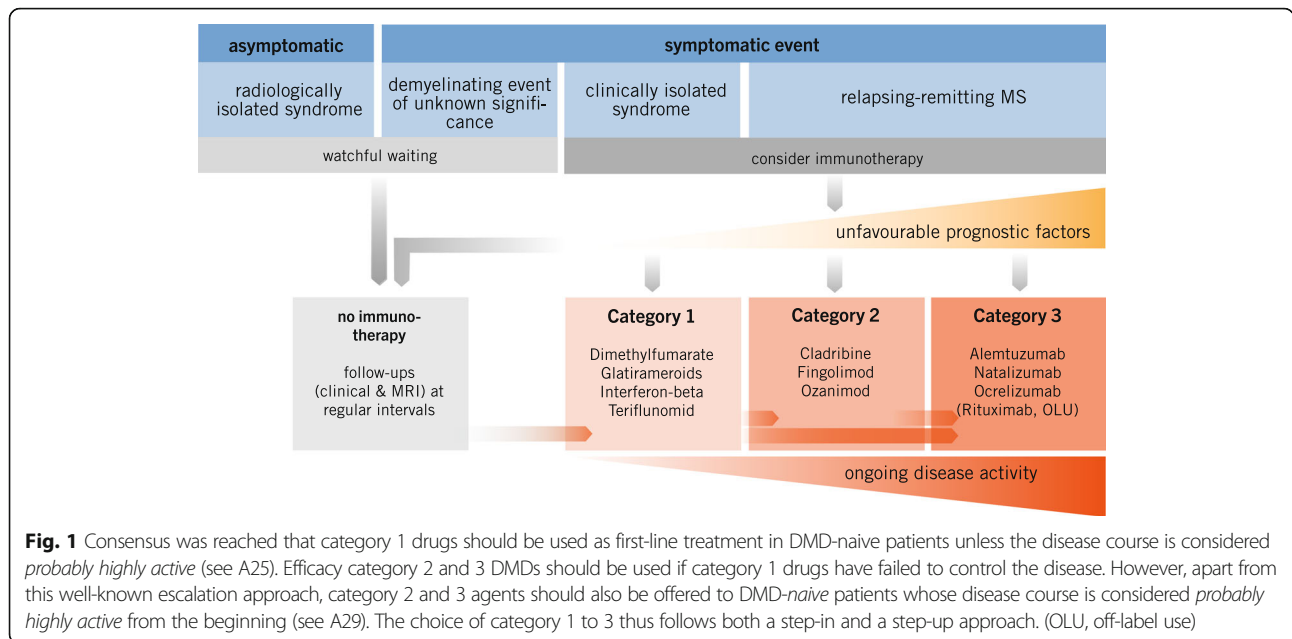 asymptomatic
symptomatic event
radiologically
isolated syndrome
demyelinating event
of unknown signifi-
cance
clinically isolated
syndrome
relapsing-remitting MS
watchful waiting
consider immunotherapy
unfavourable prognostic factors
no immuno-
therapy
follow-ups
(clinical & MRI) at
regular intervals
Category 1
Dimethylfumarate
Glatirameroids
Interferon-beta
Teriflunomid
Category 2
Cladribine
Fingolimod
Ozanimod
Category 3
Alemtuzumab
Natalizumab
Ocrelizumab
(Rituximab, OLU)
ongoing disease activity
Fig. 1 Consensus was reached that category 1 drugs should be used as first-line treatment in DMD-naive patients unless the disease course is considered
probably highly active (see A25). Efficacy category 2 and 3 DMDs should be used if category 1 drugs have failed to control the disease. However, apart from
this well-known escalation approach, category 2 and 3 agents should also be offered to DMD-naive patients whose disease course is considered probably
highly active from the beginning (see A29). The choice of category 1 to 3 thus follows both a step-in and a step-up approach. (OLU, off-label use)